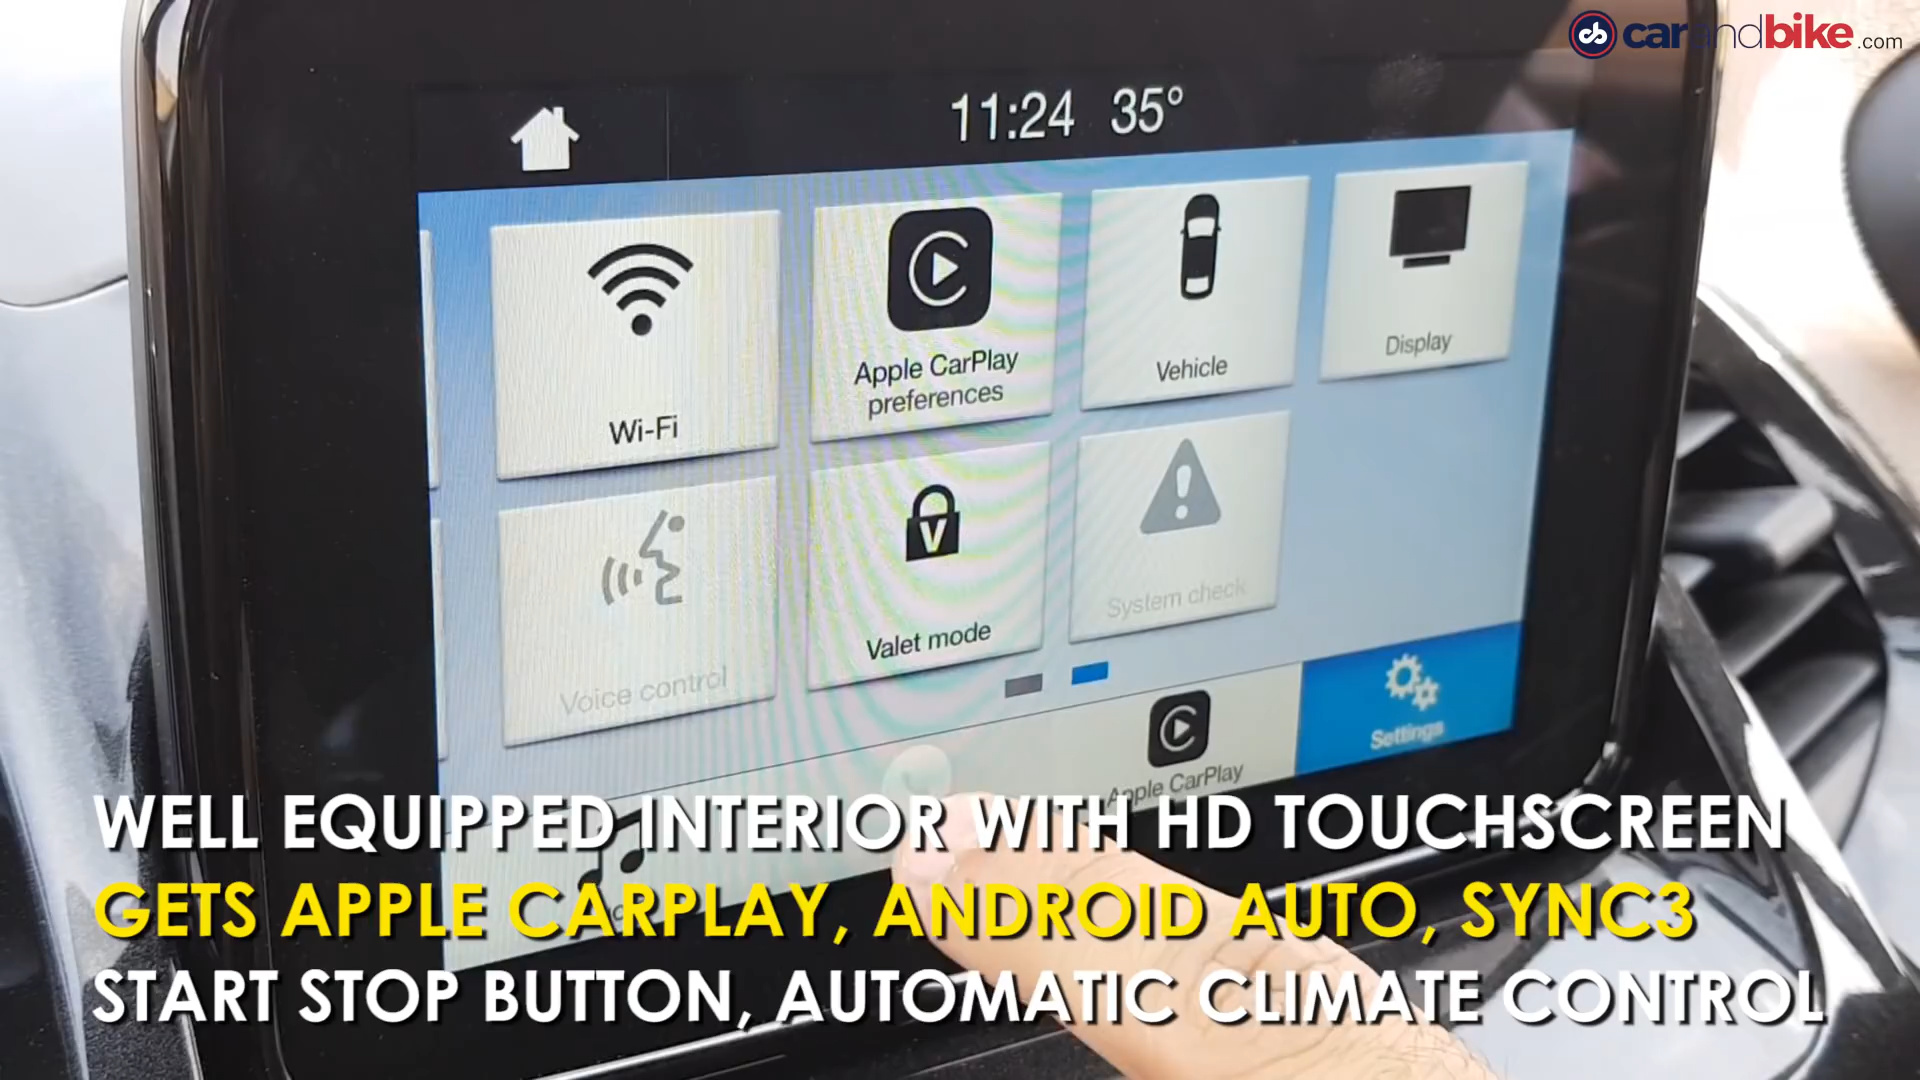 carandbike.com
11:24 35°
Wi-Fi
Apple CarPlay
preferences
Vehicle
Display
Voice control
V
Valet mode
System check
Apple CarPlay
Settings
WELL EQUIPPED INTERIOR WITH HD TOUCHSCREEN
GETS APPLE CARPLAY, ANDROID AUTO, SYNC3
START STOP BUTTON, AUTOMATIC CLIMATE CONTROL